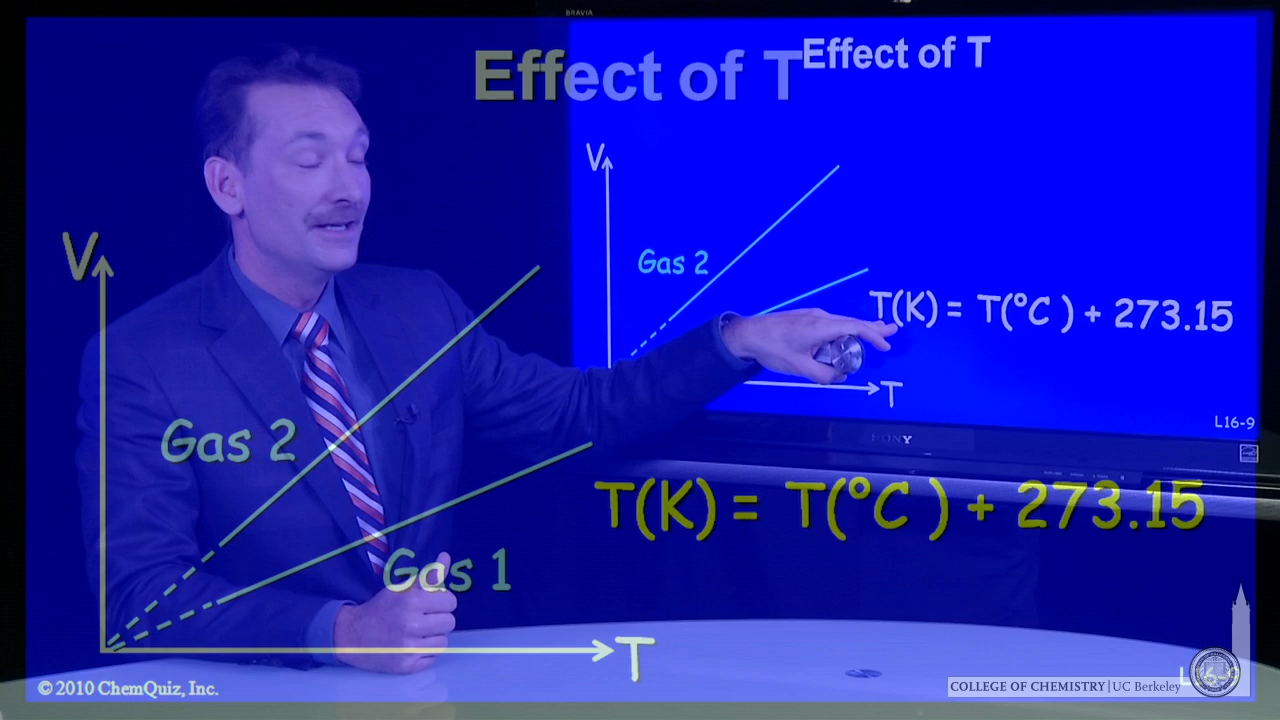 BRAVIA
Effect of T
Effect of T
V
Gas 2
T(K) = T(°C ) + 273.15
T
L16-9
SONY
V
Gas 2
Gas 1
T(K) = T(°C ) + 273.15
T
© 2010 ChemQuiz, Inc.
COLLEGE OF CHEMISTRY | UC Berkeley